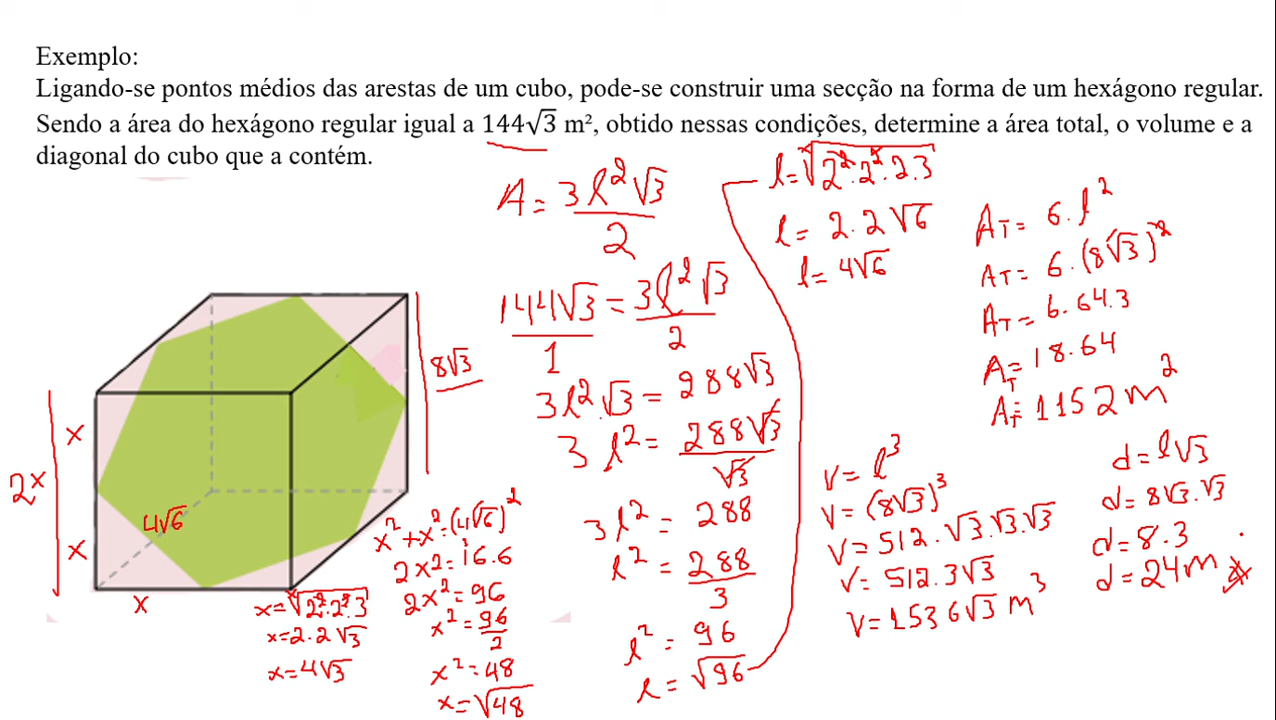 Exemplo:
Ligando-se pontos médios das arestas de um cubo, pode-se construir uma secção na forma de um hexágono regular.
Sendo a área do hexágono regular igual a 144√3 m², obtido nessas condições, determine a área total, o volume e a
diagonal do cubo que a contém.
2x
x
x
x
4√6
8√3
x²+x²=(4√6)²
2x²=16.6
2x²=96
x²=96/2
x²=48
x=√48
x=√2².2².3
x=2.2√3
x=4√3
A=3l²√3/2
144√3/1=3l²√3/2
3l².√3=288√3
3l²=288√3/√3
3l²=288
l²=288/3
l²=96
l=√96
l=√2².2².2.3
l=2.2√6
l=4√6
AT=6.l²
AT=6.(8√3)²
AT=6.64.3
AT=18.64
AT=1152m²
V=l³
V=(8√3)³
V=512.√3.√3.√3
V=512.3√3
V=1536√3 m³
d=l√3
d=8√3.√3
d=8.3
d=24m